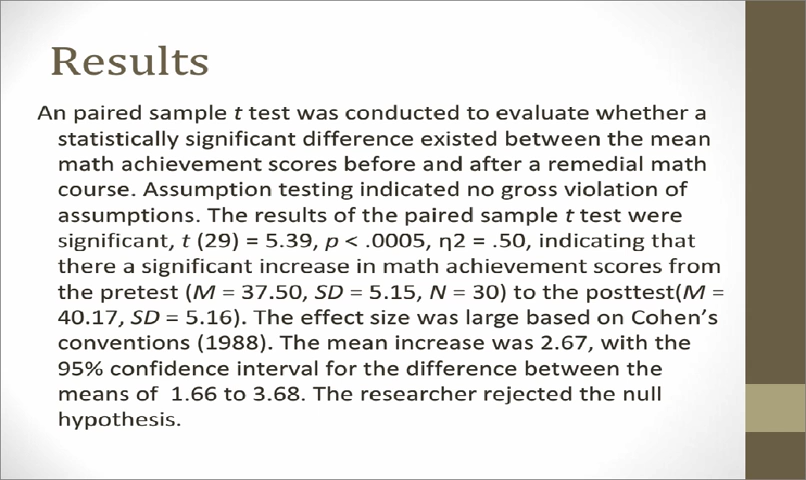 Results
An paired sample t test was conducted to evaluate whether a
statistically significant difference existed between the mean
math achievement scores before and after a remedial math
course. Assumption testing indicated no gross violation of
assumptions. The results of the paired sample t test were
significant, t (29) = 5.39, p < .0005, η2 = .50, indicating that
there a significant increase in math achievement scores from
the pretest (M = 37.50, SD = 5.15, N = 30) to the posttest(M =
40.17, SD = 5.16). The effect size was large based on Cohen’s
conventions (1988). The mean increase was 2.67, with the
95% confidence interval for the difference between the
means of  1.66 to 3.68. The researcher rejected the null
hypothesis.